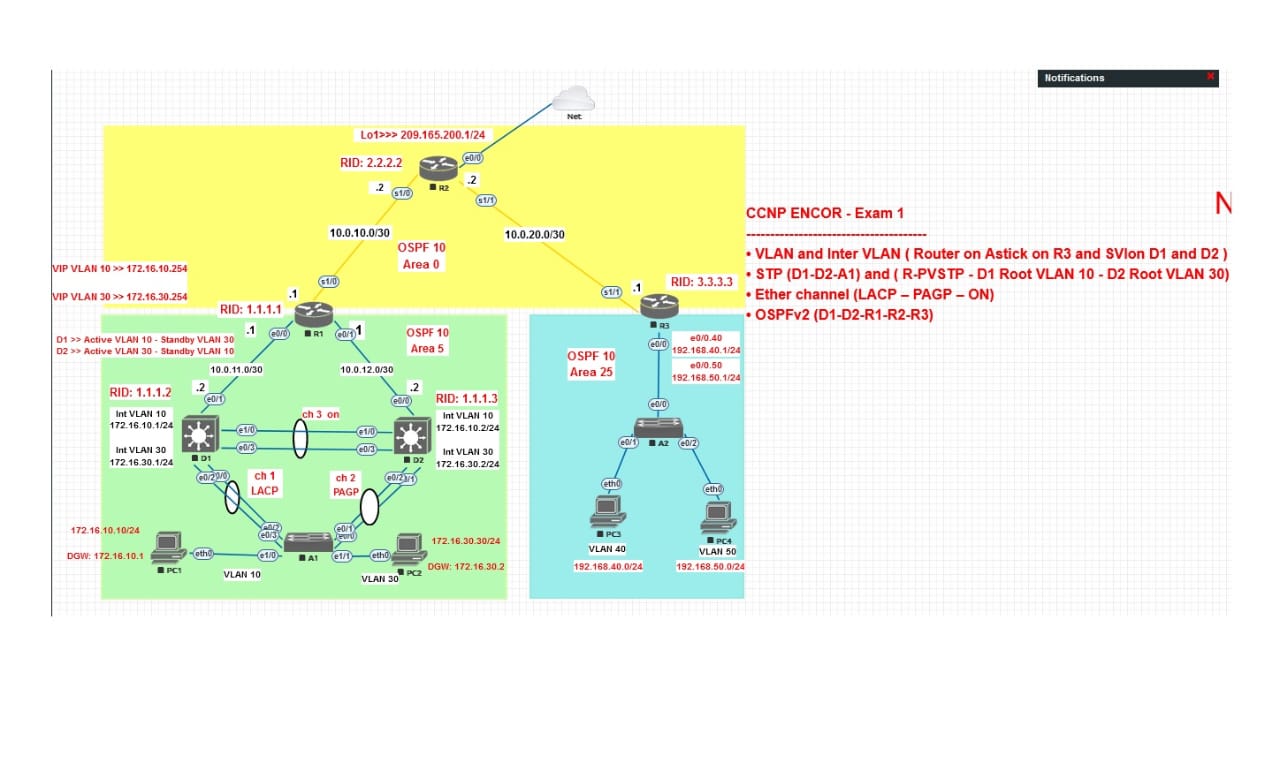 Notifications
Net
Lo1>>> 209.165.200.1/24
e0/0
RID: 2.2.2.2
R2
.2
.2
s1/0
s1/1
10.0.10.0/30
10.0.20.0/30
OSPF 10
Area 0
N
CCNP ENCOR - Exam 1
--------------------------------------
• VLAN and Inter VLAN ( Router on Astick on R3 and SVIon D1 and D2 )
• STP (D1-D2-A1) and ( R-PVSTP - D1 Root VLAN 10 - D2 Root VLAN 30)
• Ether channel (LACP – PAGP – ON)
• OSPFv2 (D1-D2-R1-R2-R3)
VIP VLAN 10 >> 172.16.10.254
VIP VLAN 30 >> 172.16.30.254
s1/0
.1
RID: 1.1.1.1
R1
s1/1
.1
RID: 3.3.3.3
R3
.1
e0/0
e0/1
1
OSPF 10
Area 5
D1 >> Active VLAN 10 - Standby VLAN 30
D2 >> Active VLAN 30 - Standby VLAN 10
10.0.11.0/30
10.0.12.0/30
e0/0
e0/0.40
192.168.40.1/24
e0/0.50
192.168.50.1/24
OSPF 10
Area 25
RID: 1.1.1.2
.2
e0/1
.2
e0/0
RID: 1.1.1.3
Int VLAN 10
172.16.10.1/24
Int VLAN 30
172.16.30.1/24
D1
e1/0
e0/3
ch 3 on
e1/0
e0/3
D2
Int VLAN 10
172.16.10.2/24
Int VLAN 30
172.16.30.2/24
e0/0
A2
e0/1
e0/2
e0/2
0/0
ch 1
LACP
ch 2
PAGP
e0/2
/1
eth0
eth0
e0/2
e0/3
e0/1
e0/0
172.16.10.10/24
DGW: 172.16.10.1
PC1
eth0
e1/0
A1
e1/1
eth0
PC2
172.16.30.30/24
DGW: 172.16.30.2
VLAN 10
VLAN 30
PC3
VLAN 40
192.168.40.0/24
PC4
VLAN 50
192.168.50.0/24